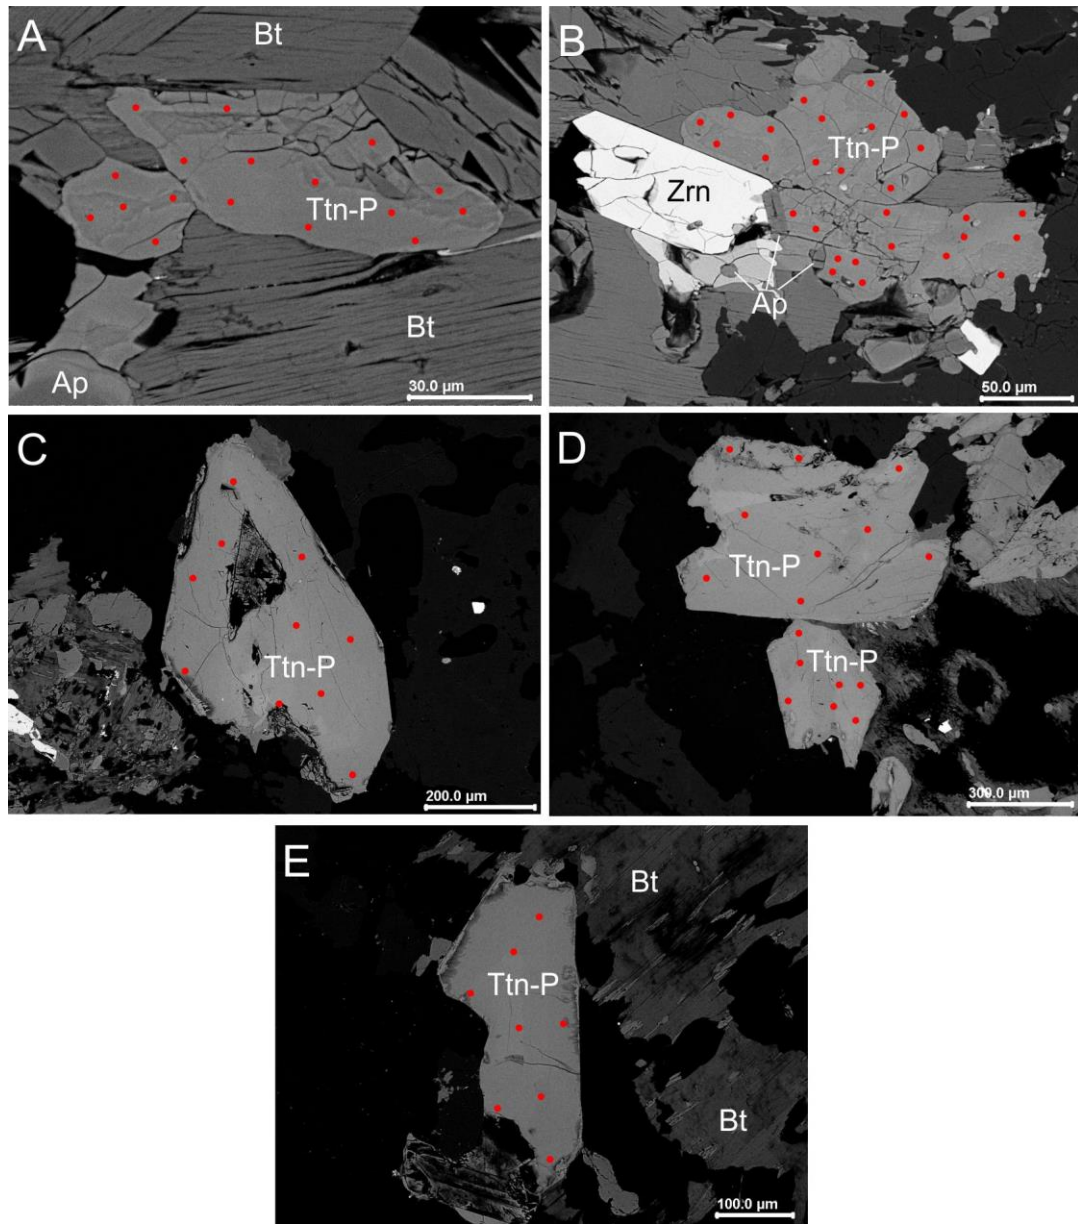 A
Bt
Ttn-P
Bt
Ap
30.0 µm
B
Ttn-P
Zrn
Ap
50.0 µm
C
Ttn-P
200.0 µm
D
Ttn-P
Ttn-P
300.0 µm
E
Bt
Ttn-P
Bt
100.0 µm